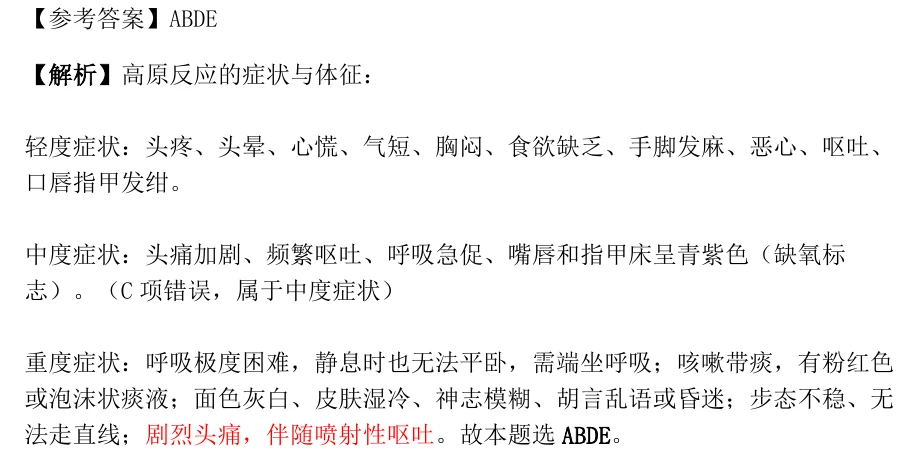 【参考答案】ABDE
【解析】高原反应的症状与体征：
轻度症状：头疼、头晕、心慌、气短、胸闷、食欲缺乏、手脚发麻、恶心、呕吐、
口唇指甲发绀。
中度症状：头痛加剧、频繁呕吐、呼吸急促、嘴唇和指甲床呈青紫色（缺氧标
志）。（C 项错误，属于中度症状）
重度症状：呼吸极度困难，静息时也无法平卧，需端坐呼吸；咳嗽带痰，有粉红色
或泡沫状痰液；面色灰白、皮肤湿冷、神志模糊、胡言乱语或昏迷；步态不稳、无
法走直线；剧烈头痛，伴随喷射性呕吐。故本题选 ABDE。